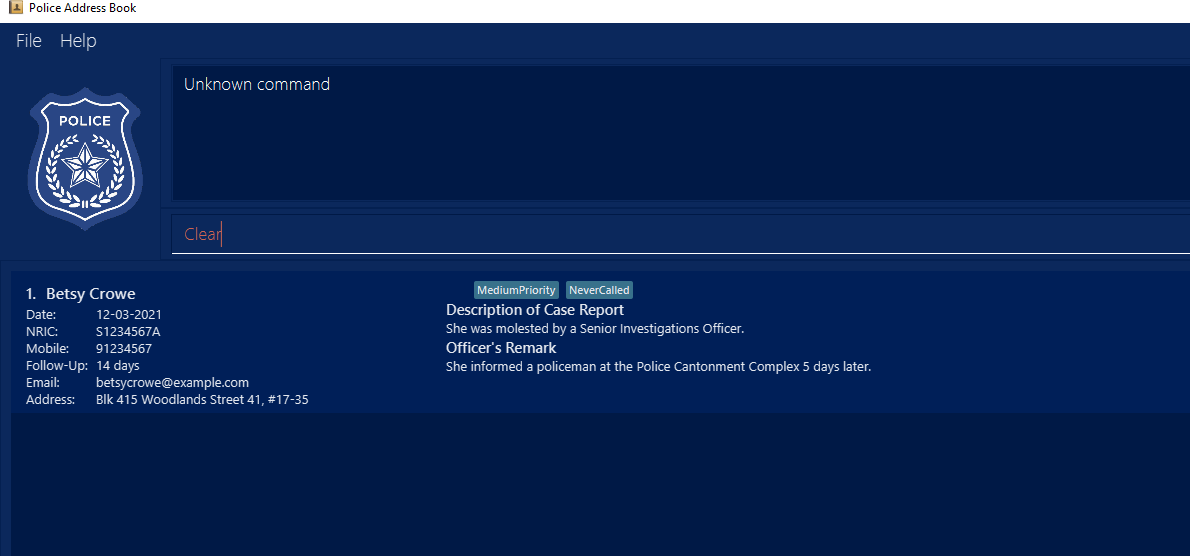 Police Address Book
File Help
POLICE
Unknown command
Clear
1. Betsy Crowe
Date: 12-03-2021
NRIC: S1234567A
Mobile: 91234567
Follow-Up: 14 days
Email: betsycrowe@example.com
Address: Blk 415 Woodlands Street 41, #17-35
MediumPriority NeverCalled
Description of Case Report
She was molested by a Senior Investigations Officer.
Officer's Remark
She informed a policeman at the Police Cantonment Complex 5 days later.